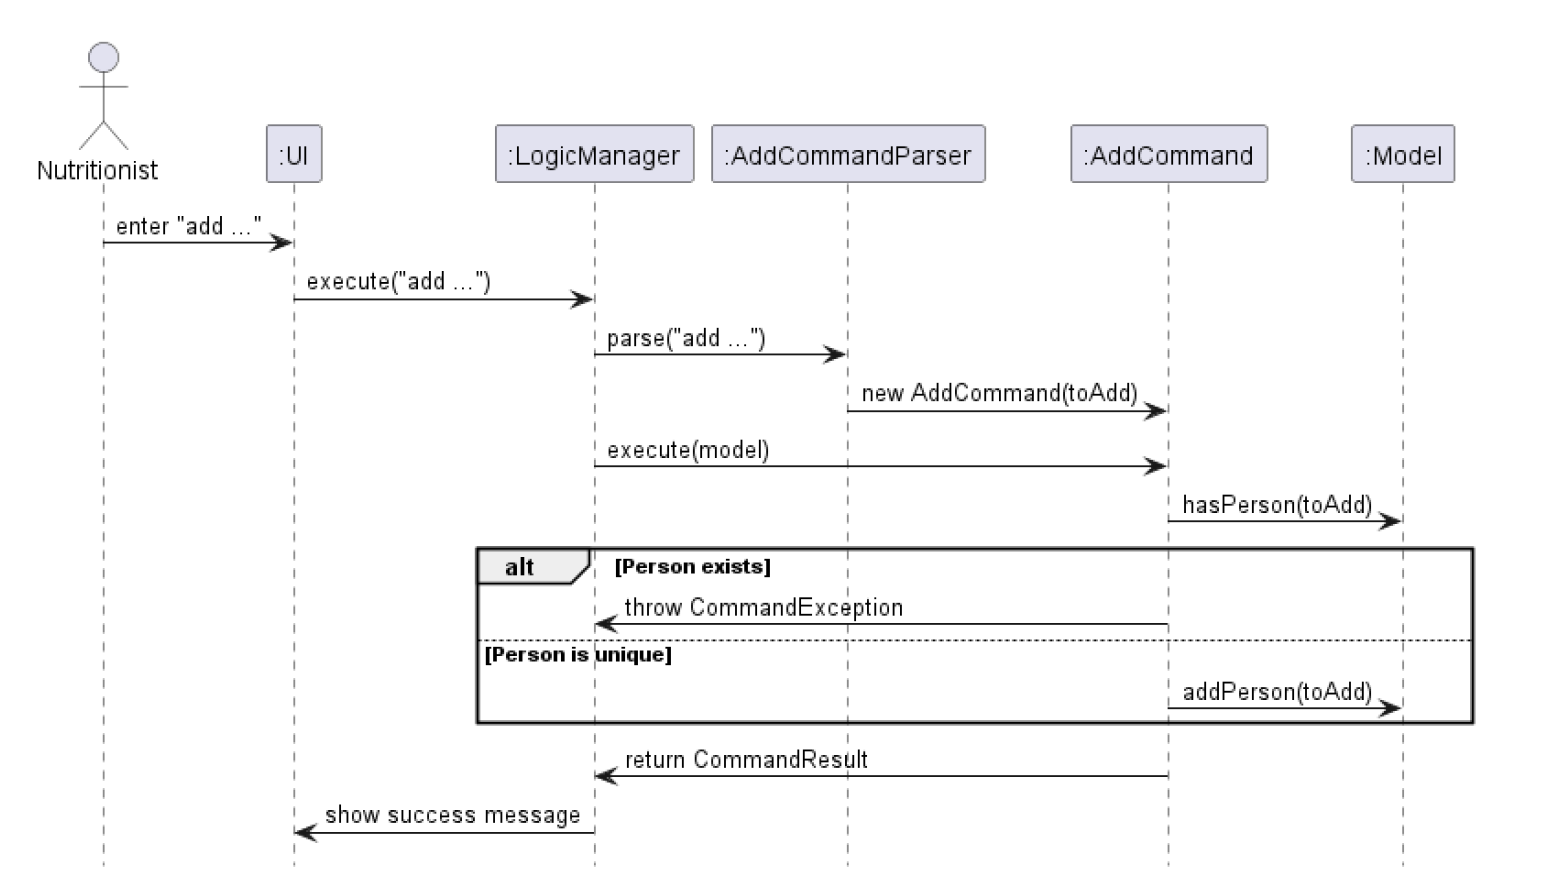 Nutritionist
:UI
:LogicManager
:AddCommandParser
:AddCommand
:Model
enter "add ..."
execute("add ...")
parse("add ...")
new AddCommand(toAdd)
execute(model)
hasPerson(toAdd)
alt
[Person exists]
throw CommandException
[Person is unique]
addPerson(toAdd)
return CommandResult
show success message